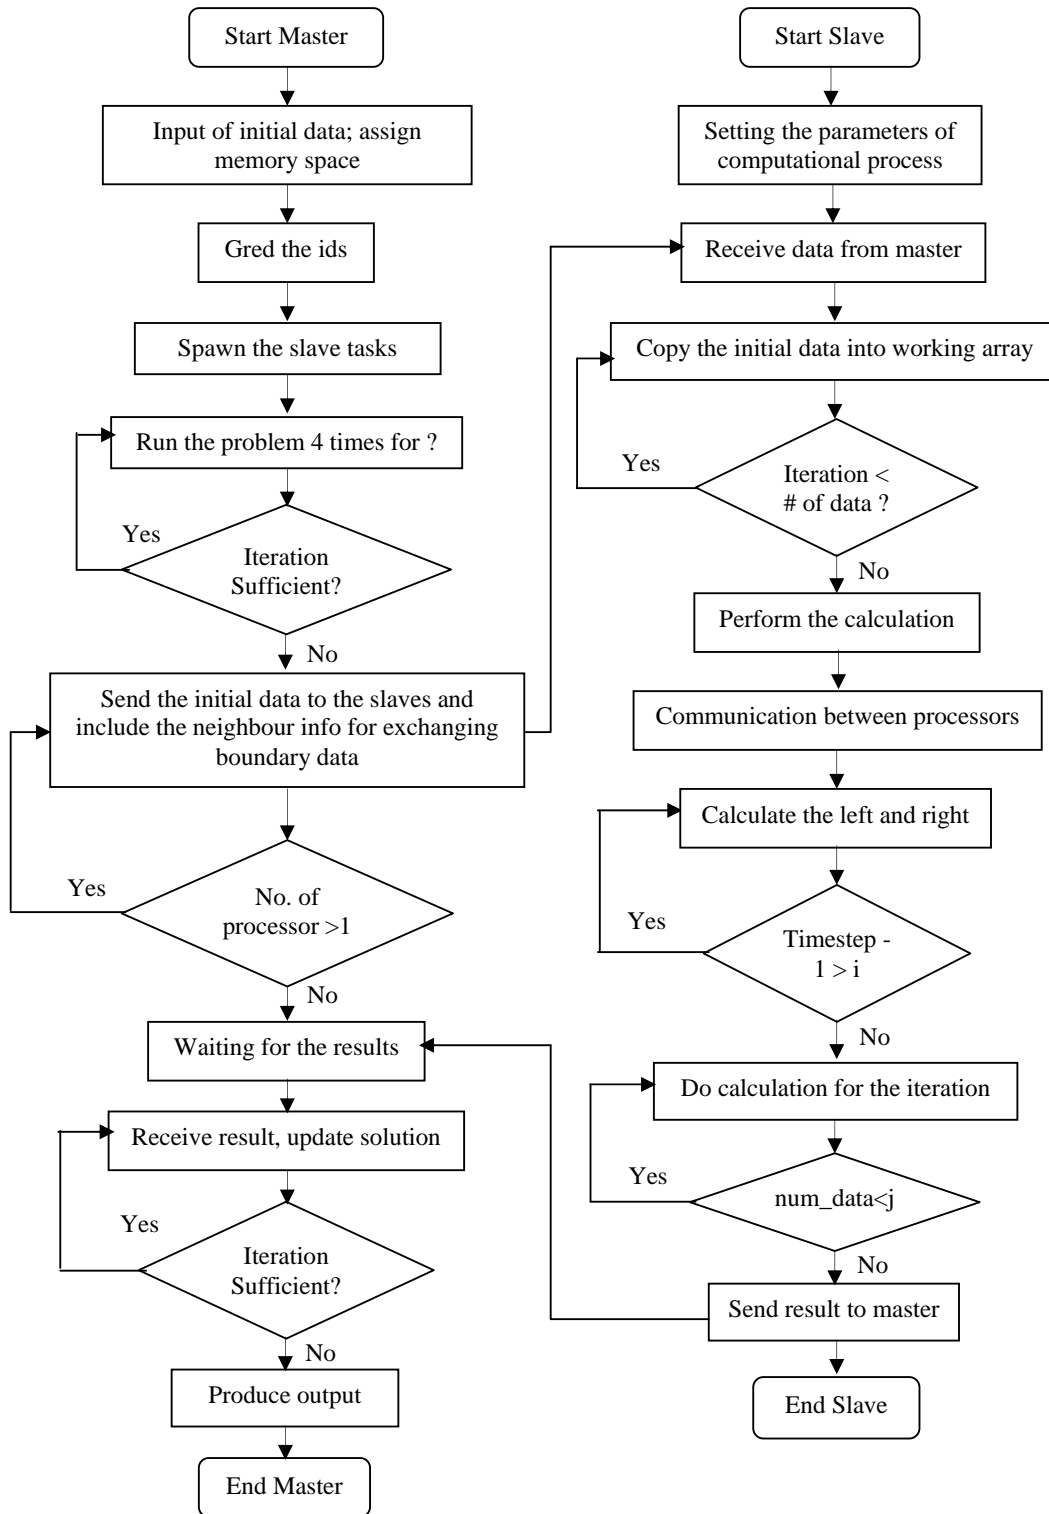 Start Master
Input of initial data; assign
memory space
Gred the ids
Spawn the slave tasks
Run the problem 4 times for ?
Yes
Iteration
Sufficient?
No
Send the initial data to the slaves and
include the neighbour info for exchanging
boundary data
Yes
No. of
processor >1
No
Waiting for the results
Receive result, update solution
Yes
Iteration
Sufficient?
No
Produce output
End Master
Start Slave
Setting the parameters of
computational process
Receive data from master
Copy the initial data into working array
Yes
Iteration <
# of data ?
No
Perform the calculation
Communication between processors
Calculate the left and right
Yes
Timestep -
1 > i
No
Do calculation for the iteration
Yes
num_data<j
No
Send result to master
End Slave